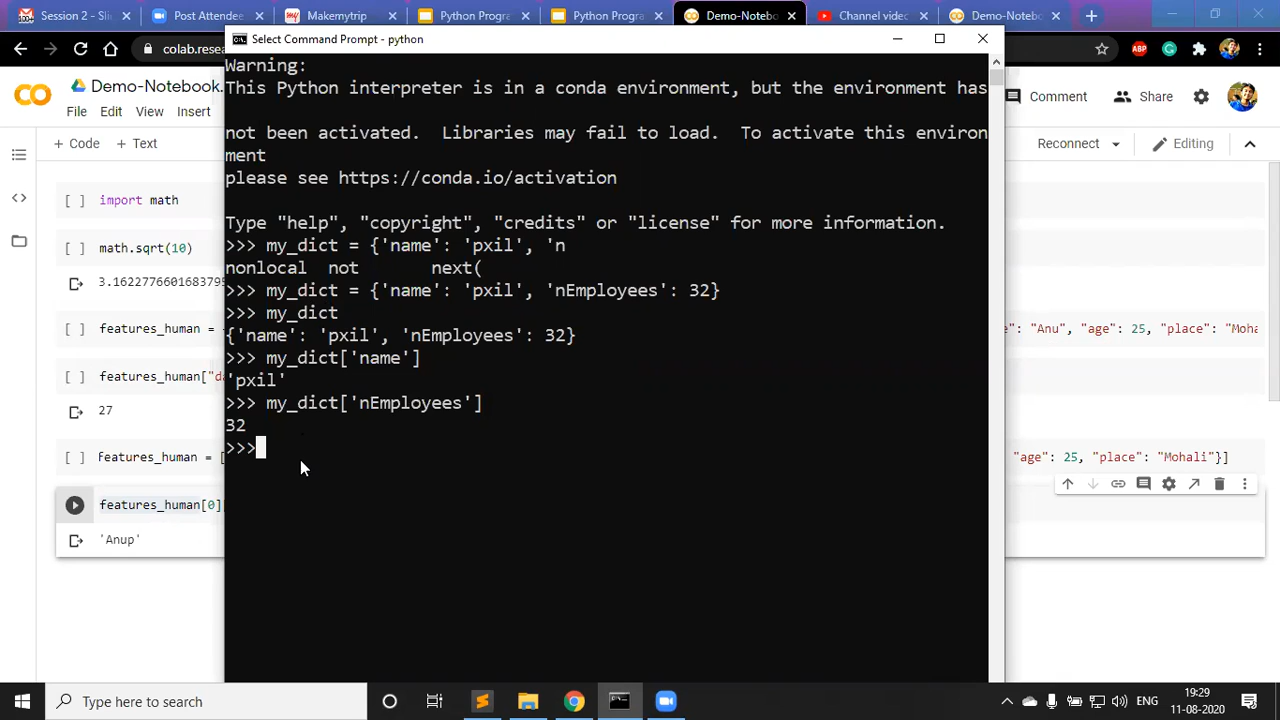 Session 2 -
Post Attende
Makemytrip
Python Progra
Python Progra
Demo-Notebo
Channel video
Demo-Notebo
colab.resea
Select Command Prompt - python
Demo-Notebook.
File Edit View Insert
Comment Share
+ Code + Text
Reconnect Editing
Warning:
This Python interpreter is in a conda environment, but the environment has
not been activated.  Libraries may fail to load.  To activate this environ
ment
please see https://conda.io/activation
Type "help", "copyright", "credits" or "license" for more information.
>>> my_dict = {'name': 'pxil', 'n
nonlocal  not      next(
>>> my_dict = {'name': 'pxil', 'nEmployees': 32}
>>> my_dict
{'name': 'pxil', 'nEmployees': 32}
>>> my_dict['name']
'pxil'
>>> my_dict['nEmployees']
32
>>>
[ ] import math
[ ] math.sqrt(10)
3.1622776601683795
[ ] features_human =
: "Anu", "age": 25, "place": "Moha
[ ] features_human["da
27
[ ] features_human = [
"age": 25, "place": "Mohali"}]
features_human[0]
'Anup'
Type here to search
ENG
19:29
11-08-2020